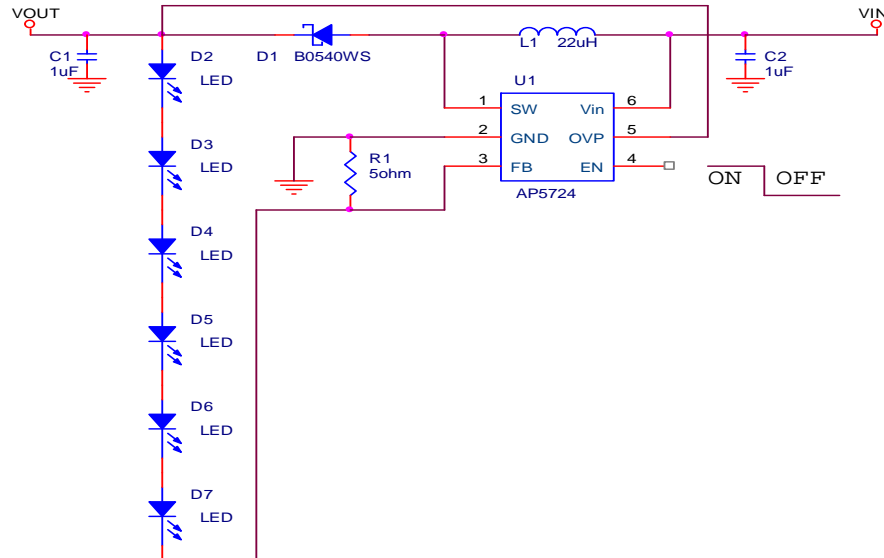 VOUT
VIN
C1
1uF
D2
LED
D1
B0540WS
L1
22uH
C2
1uF
U1
1
SW
Vin
6
2
GND
OVP
5
3
FB
EN
4
AP5724
R1
5ohm
ON
OFF
D3
LED
D4
LED
D5
LED
D6
LED
D7
LED